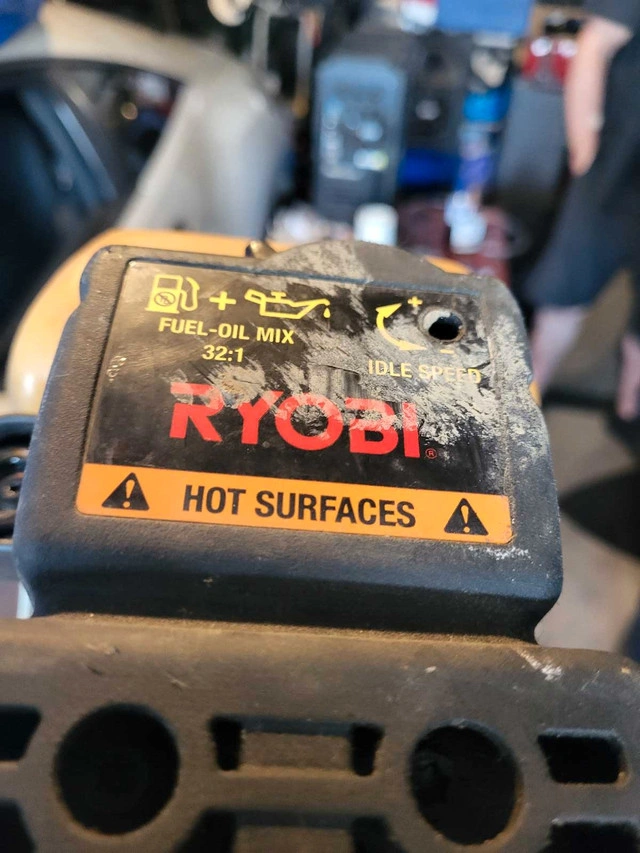 FUEL-OIL MIX
32:1
+
-
IDLE SPEED
RYOBI®
HOT SURFACES